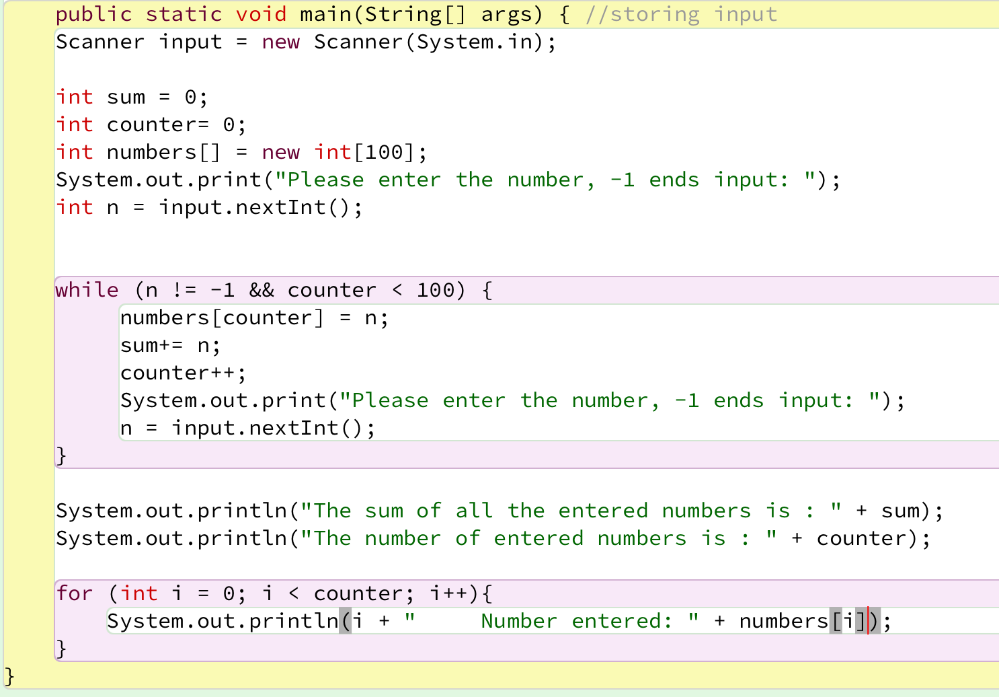 public static void main(String[] args) { //storing input
Scanner input = new Scanner(System.in);
int sum = 0;
int counter= 0;
int numbers[] = new int[100];
System.out.print("Please enter the number, -1 ends input: ");
int n = input.nextInt();
while (n != -1 && counter < 100) {
numbers[counter] = n;
sum+= n;
counter++;
System.out.print("Please enter the number, -1 ends input: ");
n = input.nextInt();
}
System.out.println("The sum of all the entered numbers is : " + sum);
System.out.println("The number of entered numbers is : " + counter);
for (int i = 0; i < counter; i++){
System.out.println(i + "     Number entered: " + numbers[i]);
}
}